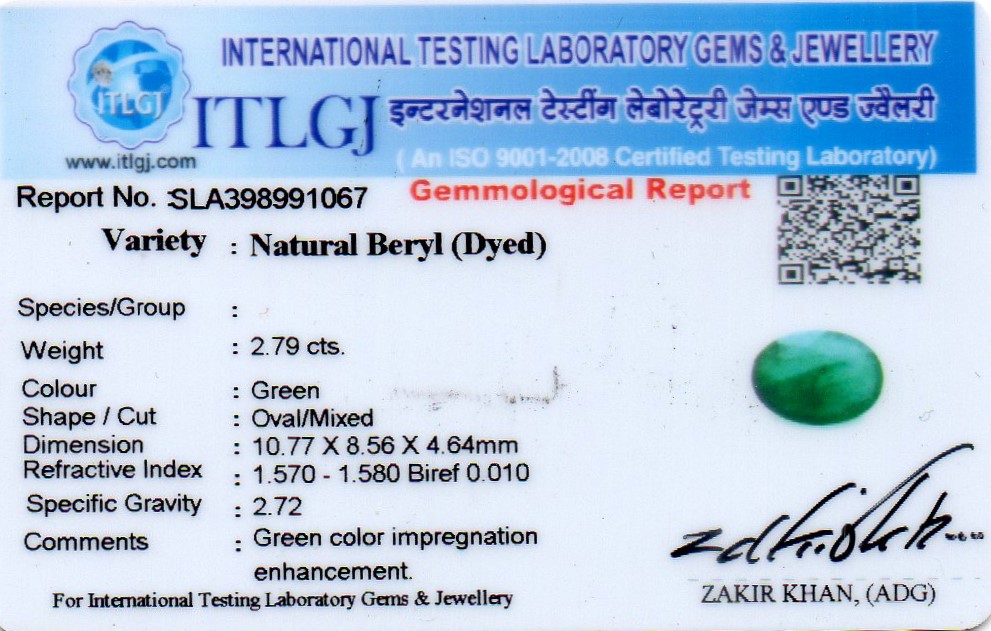 INTERNATIONAL TESTING LABORATORY GEMS & JEWELLERY
ITLGJ
ITLGJ
इन्टरनेशनल टेस्टींग लेबोरेट्ररी जेम्स एण्ड ज्वैलरी
www.itlgj.com
( An ISO 9001-2008 Certified Testing Laboratory)
Report No. :SLA398991067
Gemmological Report
Variety : Natural Beryl (Dyed)
Species/Group :
Weight : 2.79 cts.
Colour : Green
Shape / Cut : Oval/Mixed
Dimension : 10.77 X 8.56 X 4.64mm
Refractive Index : 1.570 - 1.580 Biref 0.010
Specific Gravity : 2.72
Comments : Green color impregnation
enhancement.
For International Testing Laboratory Gems & Jewellery
ZAKIR KHAN, (ADG)